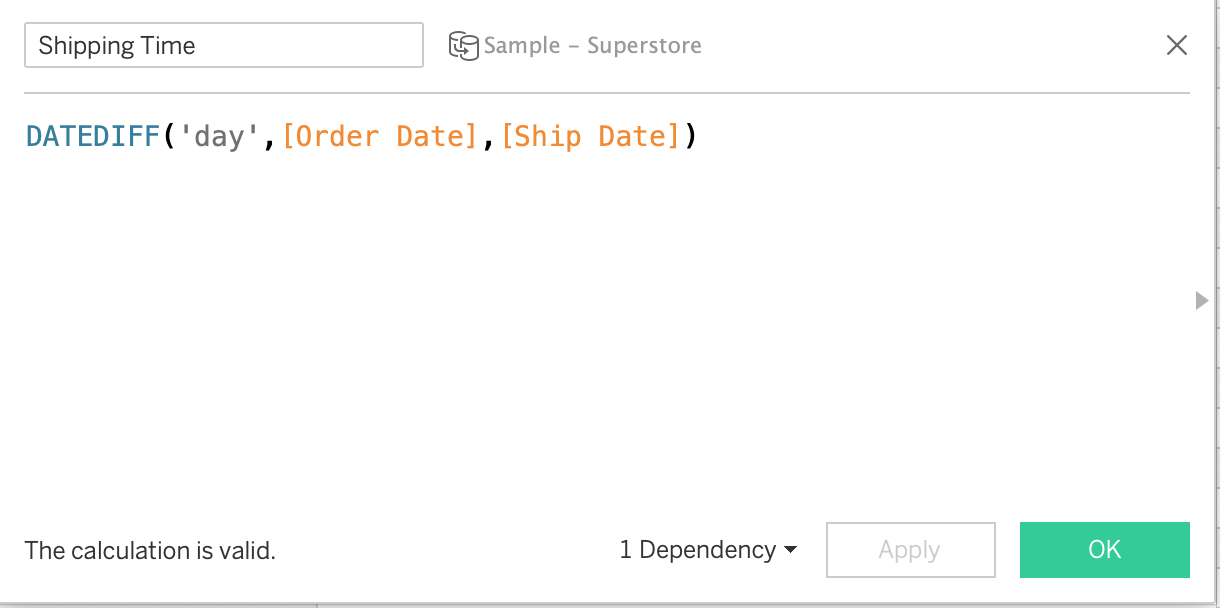 Shipping Time
Sample – Superstore
DATEDIFF('day',[Order Date],[Ship Date])
The calculation is valid.
1 Dependency
Apply
OK